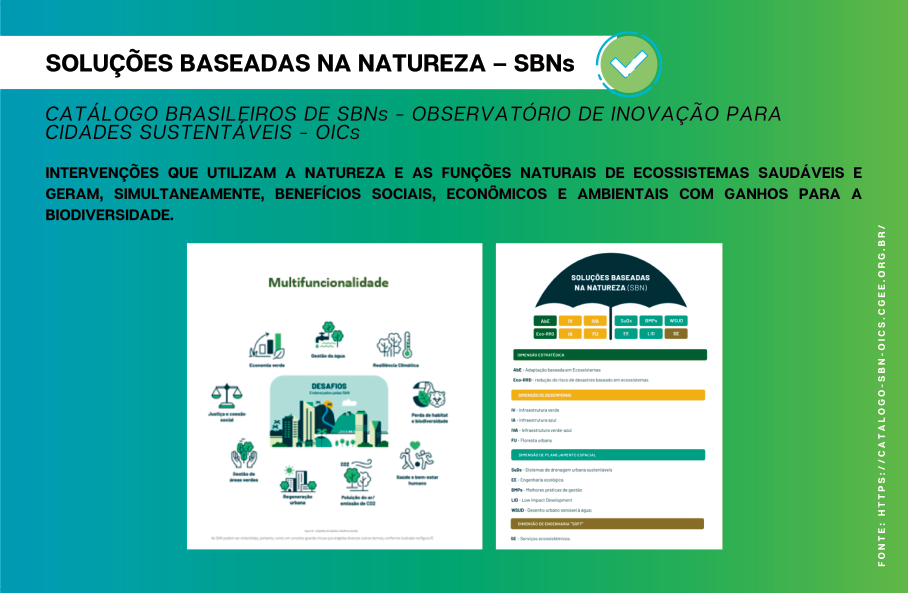 SOLUÇÕES BASEADAS NA NATUREZA – SBNs
CATÁLOGO BRASILEIROS DE SBNs - OBSERVATÓRIO DE INOVAÇÃO PARA
CIDADES SUSTENTÁVEIS - OICs
INTERVENÇÕES QUE UTILIZAM A NATUREZA E AS FUNÇÕES NATURAIS DE ECOSSISTEMAS SAUDÁVEIS E
GERAM, SIMULTANEAMENTE, BENEFÍCIOS SOCIAIS, ECONÔMICOS E AMBIENTAIS COM GANHOS PARA A
BIODIVERSIDADE.
Multifuncionalidade
Economia verde
Gestão da água
Resiliência Climática
Justiça e coesão
social
DESAFIOS
Perda de habitat
e biodiversidade
Gestão de
áreas verdes
Regeneração
urbana
CO2
Poluição do ar/
emissão de CO2
Saúde e bem-estar
humano
SOLUÇÕES BASEADAS
NA NATUREZA (SBN)
AbE IV IVA SuDs BMPs WSUD
Eco-RRD IA FU EE LID SE
DIMENSÃO ESTRATÉGICA
AbE - Adaptação baseada em Ecossistemas
Eco-RRD - redução do risco de desastres baseado em ecossistemas
DIMENSÃO DE DESEMPENHO
IV - Infraestrutura verde
IA - Infraestrutura azul
IVA - Infraestrutura verde-azul
FU - Floresta urbana
DIMENSÃO DE PLANEJAMENTO ESPACIAL
SuDs - Sistemas de drenagem urbana sustentáveis
EE - Engenharia ecológica
BMPs - Melhores práticas de gestão
LID - Low Impact Development
WSUD - Desenho urbano sensível à água;
DIMENSÃO DE ENGENHARIA "SOFT"
SE - Serviços ecossistêmicos
FONTE: HTTPS://CATALOGO-SBN-OICS.CGEE.ORG.BR/